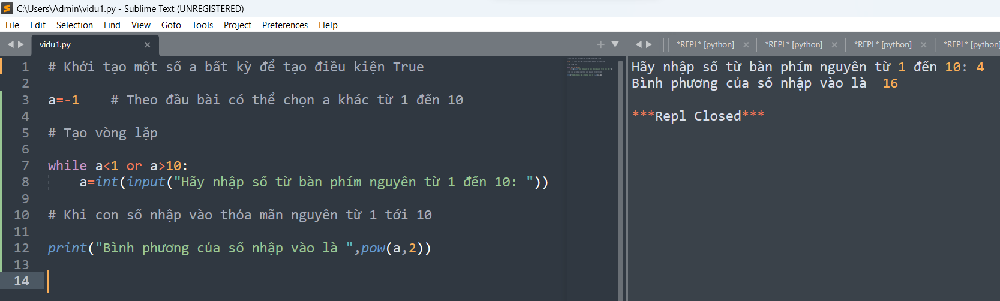 C:\Users\Admin\vidu1.py - Sublime Text (UNREGISTERED)
File Edit Selection Find View Goto Tools Project Preferences Help
vidu1.py
*REPL* [python] *REPL* [python] *REPL* [python] *REPL* [python]
1 # Khởi tạo một số a bất kỳ để tạo điều kiện True
2
3 a=-1    # Theo đầu bài có thể chọn a khác từ 1 đến 10
4
5 # Tạo vòng lặp
6
7 while a<1 or a>10:
8     a=int(input("Hãy nhập số từ bàn phím nguyên từ 1 đến 10: "))
9
10 # Khi con số nhập vào thỏa mãn nguyên từ 1 tới 10
11
12 print("Bình phương của số nhập vào là ",pow(a,2))
13
14
Hãy nhập số từ bàn phím nguyên từ 1 đến 10: 4
Bình phương của số nhập vào là  16
***Repl Closed***